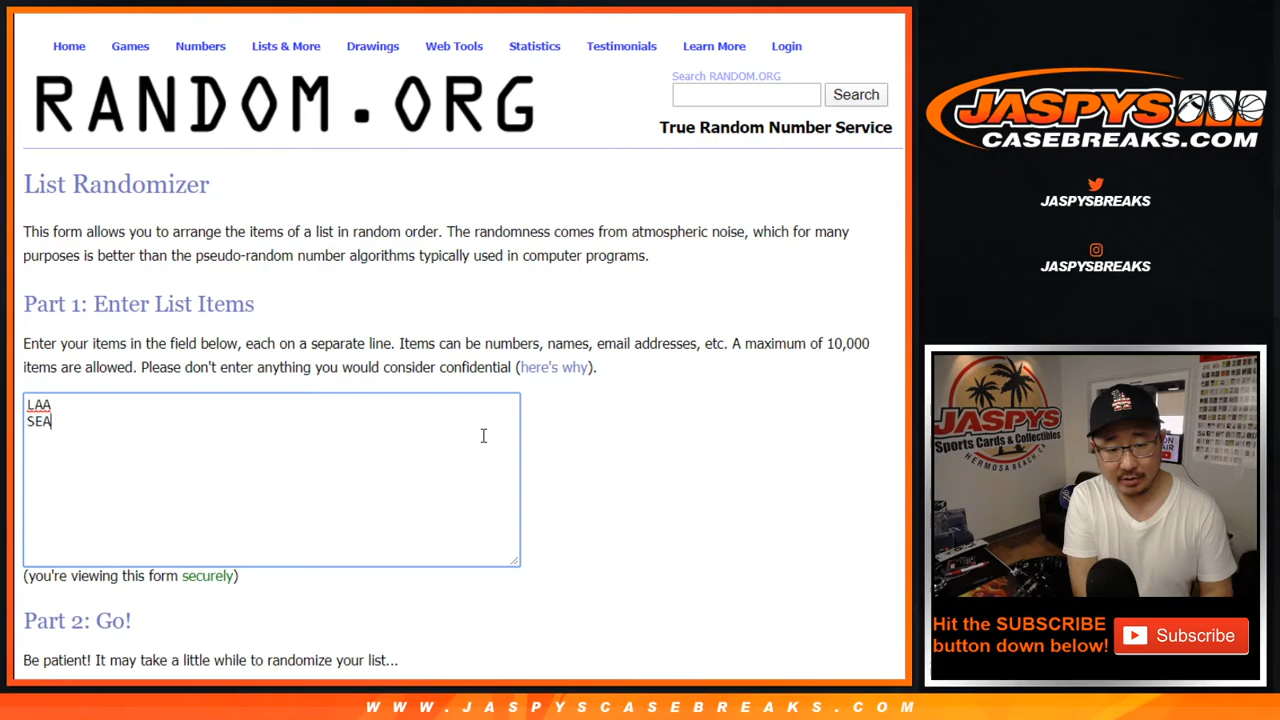 Home Games Numbers Lists & More Drawings Web Tools Statistics Testimonials Learn More Login
RANDOM.ORG
Search RANDOM.ORG
Search
True Random Number Service
List Randomizer
This form allows you to arrange the items of a list in random order. The randomness comes from atmospheric noise, which for many
purposes is better than the pseudo-random number algorithms typically used in computer programs.
Part 1: Enter List Items
Enter your items in the field below, each on a separate line. Items can be numbers, names, email addresses, etc. A maximum of 10,000
items are allowed. Please don't enter anything you would consider confidential (here's why).
LAA
SEA
(you're viewing this form securely)
Part 2: Go!
Be patient! It may take a little while to randomize your list...
JASPYS
CASEBREAKS.COM
JASPYSBREAKS
JASPYSBREAKS
JASPYS
Sports Cards & Collectibles
HERMOSA BEACH, CA
Hit the SUBSCRIBE
button down below!
Subscribe
WWW.JASPYSCASEBREAKS.COM